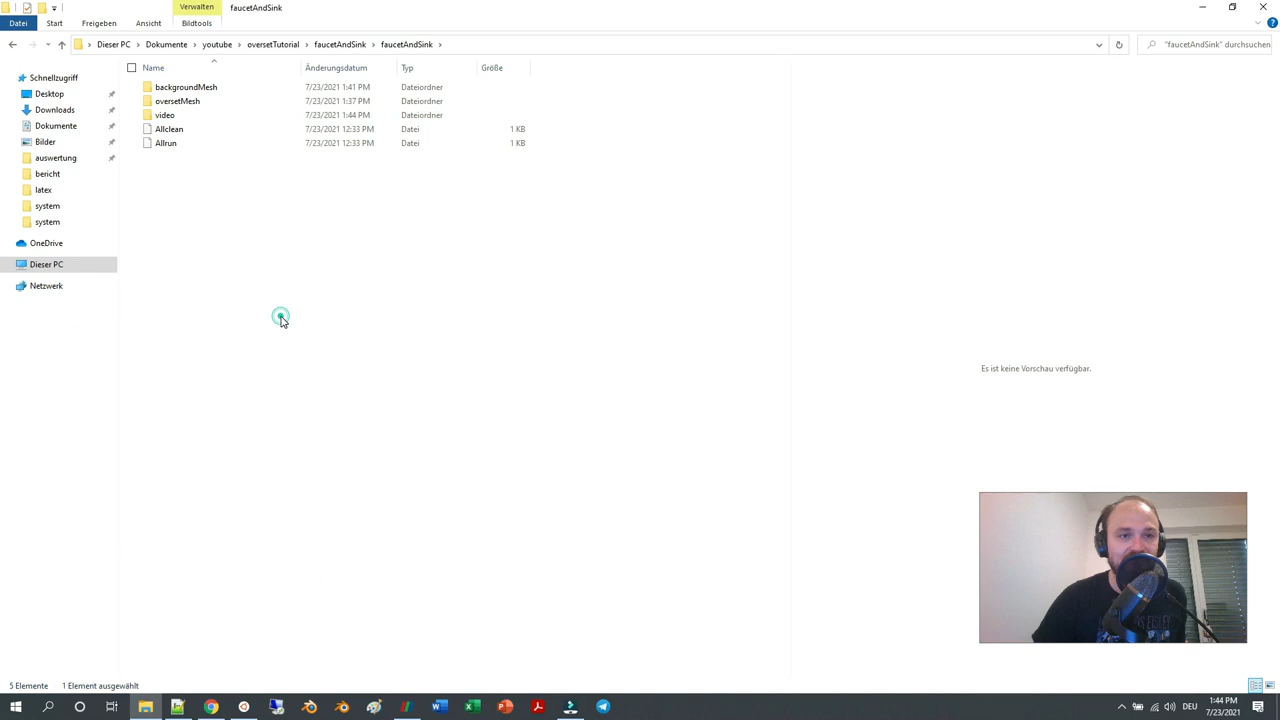 Verwalten
faucetAndSink
Datei
Start
Freigeben
Ansicht
Bildtools
Dieser PC
Dokumente
youtube
oversetTutorial
faucetAndSink
faucetAndSink
"faucetAndSink" durchsuchen
Name
Änderungsdatum
Typ
Größe
Schnellzugriff
Desktop
Downloads
Dokumente
Bilder
auswertung
bericht
latex
system
system
OneDrive
Dieser PC
Netzwerk
backgroundMesh 7/23/2021 1:41 PM Dateiordner
oversetMesh 7/23/2021 1:37 PM Dateiordner
video 7/23/2021 1:44 PM Dateiordner
Allclean 7/23/2021 12:33 PM Datei 1 KB
Allrun 7/23/2021 12:33 PM Datei 1 KB
Es ist keine Vorschau verfügbar.
5 Elemente
1 Element ausgewählt
DEU
1:44 PM
7/23/2021